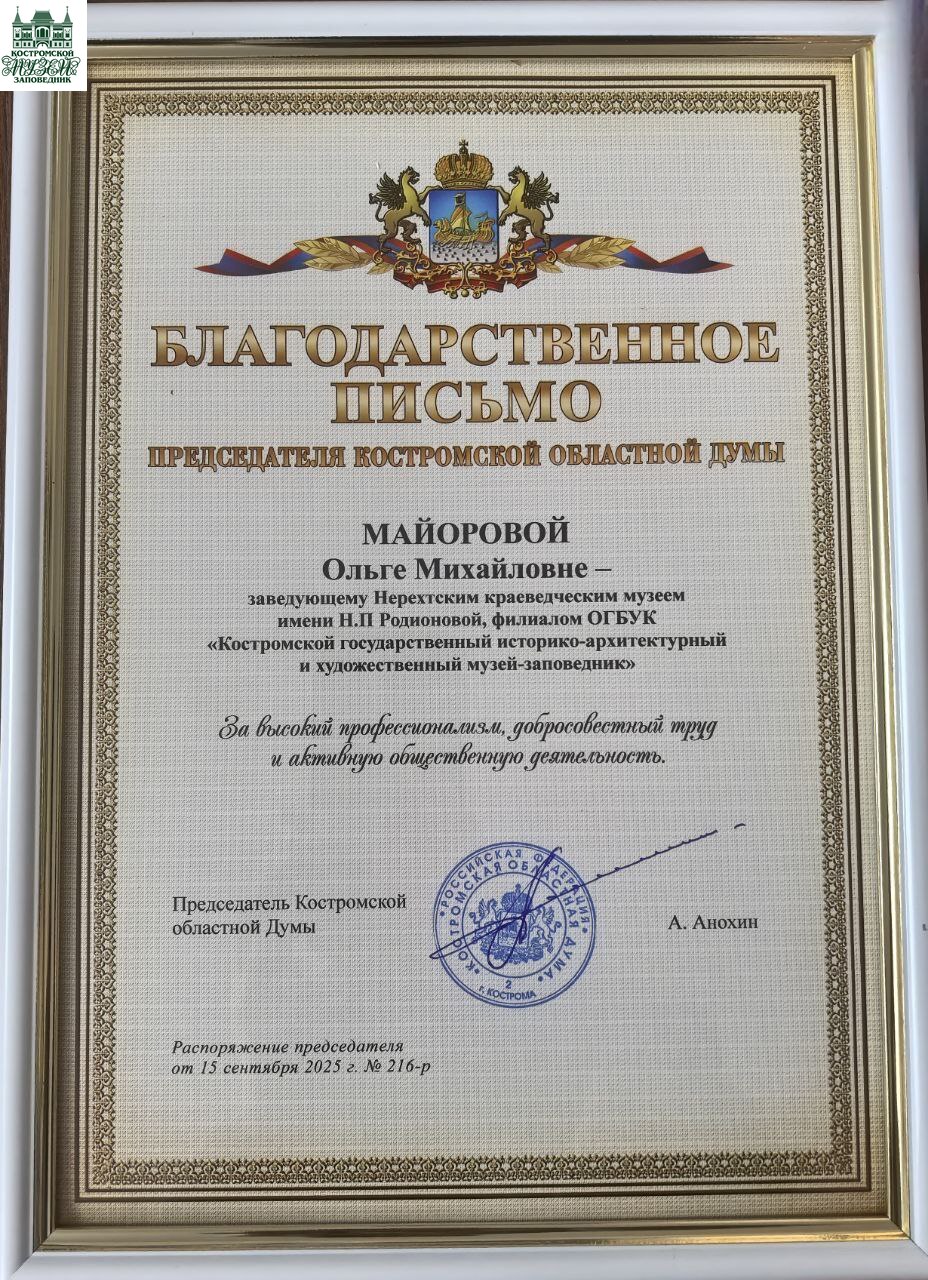 КОСТРОМСКОЙ
МУЗЕЙ
ЗАПОВЕДНИК
БЛАГОДАРСТВЕННОЕ
ПИСЬМО
ПРЕДСЕДАТЕЛЯ КОСТРОМСКОЙ ОБЛАСТНОЙ ДУМЫ
МАЙОРОВОЙ
Ольге Михайловне –
заведующему Нерехтским краеведческим музеем
имени Н.П Родионовой, филиалом ОГБУК
«Костромской государственный историко-архитектурный
и художественный музей-заповедник»
За высокий профессионализм, добросовестный труд
и активную общественную деятельность.
Председатель Костромской
областной Думы
•РОССИЙСКАЯ ФЕДЕРАЦИЯ•
•КОСТРОМСКАЯ ОБЛАСТНАЯ ДУМА•
2
г. КОСТРОМА
А. Анохин
Распоряжение председателя
от 15 сентября 2025 г. № 216-р